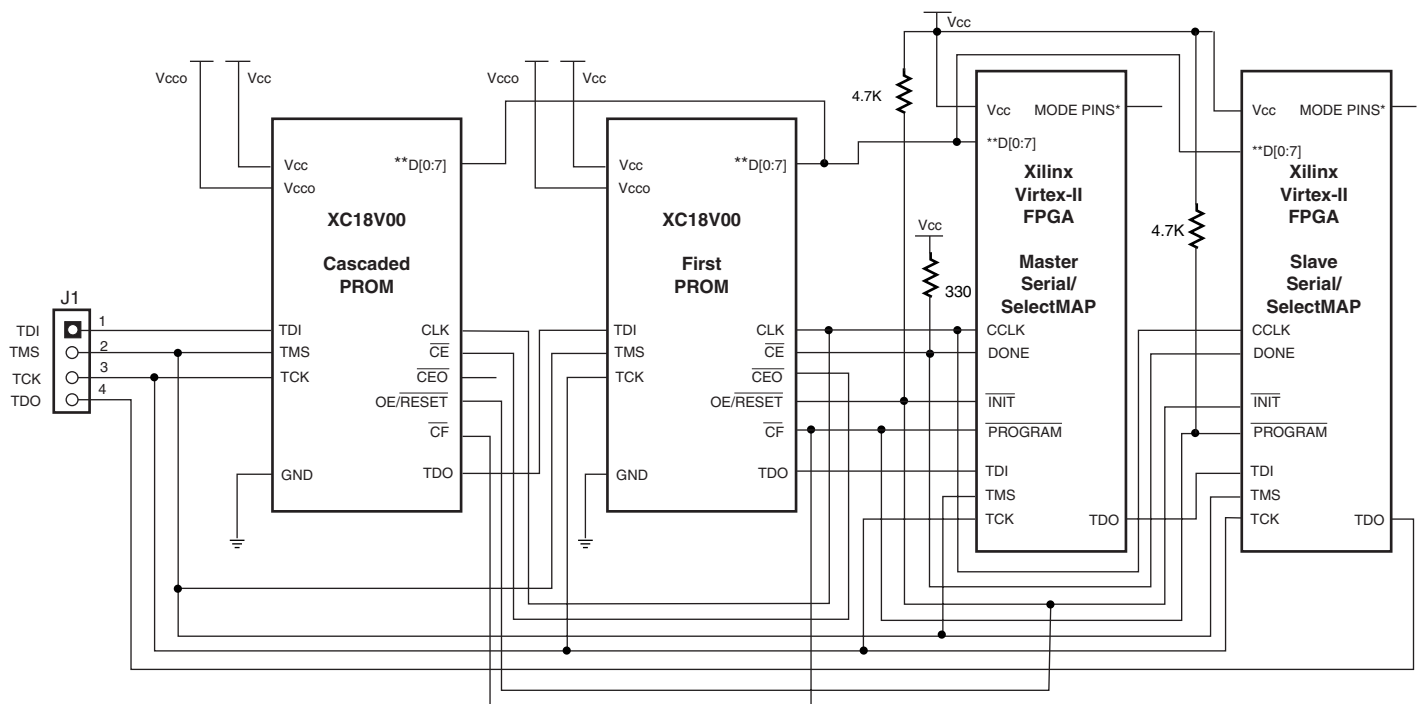 Vcc
Vcco
Vcc
Vcco
Vcc
4.7K
Vcc
MODE PINS*
Vcc
MODE PINS*
**D[0:7]
**D[0:7]
Vcc
Vcco
**D[0:7]
Vcc
Vcco
**D[0:7]
Xilinx
Virtex-II
FPGA
Master
Serial/
SelectMAP
Xilinx
Virtex-II
FPGA
Slave
Serial/
SelectMAP
XC18V00
Cascaded
PROM
XC18V00
First
PROM
Vcc
330
4.7K
J1
TDI
TMS
TCK
TDO
1
2
3
4
TDI
TMS
TCK
GND
CLK
CE
CEO
OE/RESET
CF
TDO
TDI
TMS
TCK
GND
CLK
CE
CEO
OE/RESET
CF
TDO
CCLK
DONE
INIT
PROGRAM
TDI
TMS
TCK
TDO
CCLK
DONE
INIT
PROGRAM
TDI
TMS
TCK
TDO